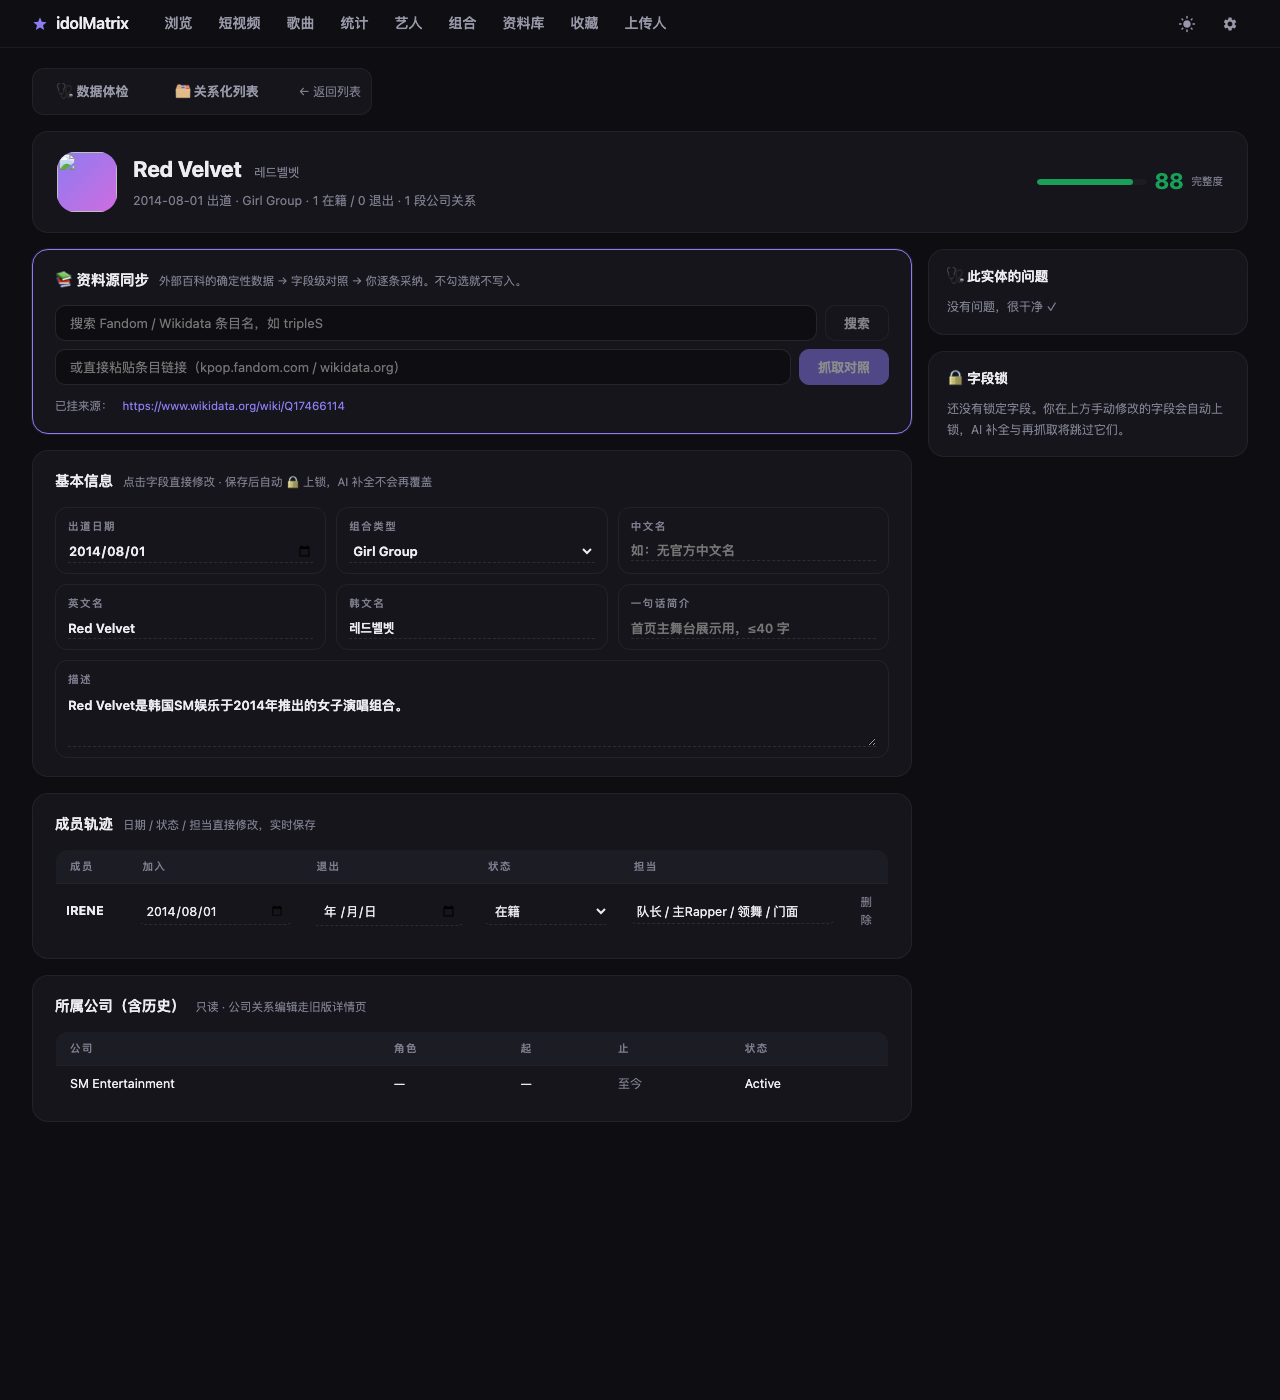 idolMatrix 浏览 短视频 歌曲 统计 艺人 组合 资料库 收藏 上传人
🩺 数据体检 🗂️ 关系化列表 ← 返回列表
Red Velvet 레드벨벳
2014-08-01 出道 · Girl Group · 1 在籍 / 0 退出 · 1 段公司关系
88 完整度
📚 资料源同步 外部百科的确定性数据 → 字段级对照 → 你逐条采纳。不勾选就不写入。
搜索 Fandom / Wikidata 条目名，如 tripleS 搜索
或直接粘贴条目链接（kpop.fandom.com / wikidata.org） 抓取对照
已挂来源： https://www.wikidata.org/wiki/Q17466114
🩺 此实体的问题
没有问题，很干净 ✓
🔒 字段锁
还没有锁定字段。你在上方手动修改的字段会自动上
锁，AI 补全与再抓取将跳过它们。
基本信息 点击字段直接修改 · 保存后自动 🔒 上锁，AI 补全不会再覆盖
出道日期 组合类型 中文名
2014/08/01 Girl Group 如：无官方中文名
英文名 韩文名 一句话简介
Red Velvet 레드벨벳 首页主舞台展示用，≤40 字
描述
Red Velvet是韩国SM娱乐于2014年推出的女子演唱组合。
成员轨迹 日期 / 状态 / 担当直接修改，实时保存
成员 加入 退出 状态 担当
IRENE 2014/08/01 年 /月/日 在籍 队长 / 主Rapper / 领舞 / 门面 删
除
所属公司（含历史） 只读 · 公司关系编辑走旧版详情页
公司 角色 起 止 状态
SM Entertainment — — 至今 Active